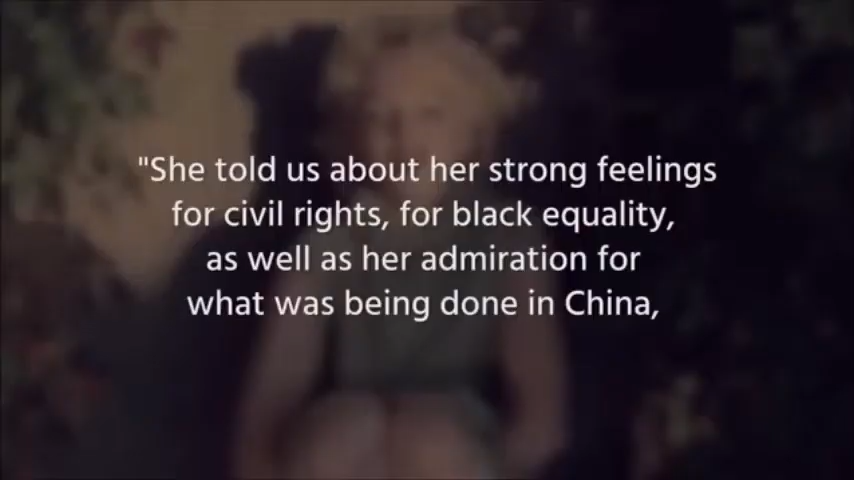 "She told us about her strong feelings
for civil rights, for black equality,
as well as her admiration for
what was being done in China,